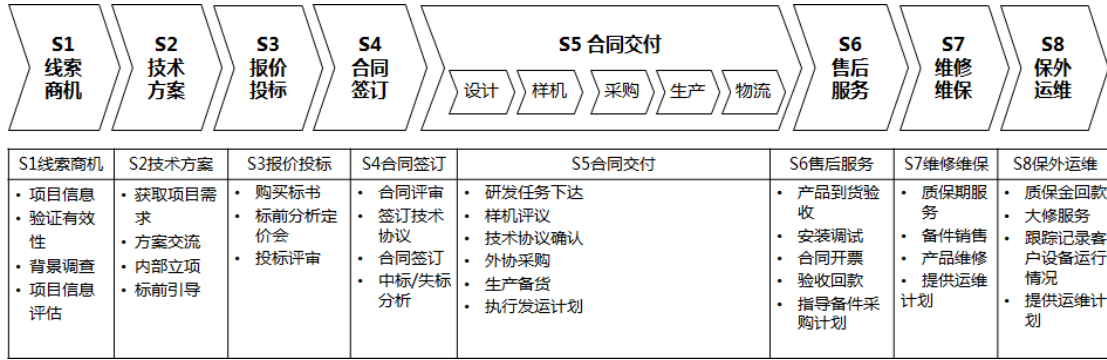 S1
线索
商机
S2
技术
方案
S3
报价
投标
S4
合同
签订
S5 合同交付
设计
样机
采购
生产
物流
S6
售后
服务
S7
维修
维保
S8
保外
运维
S1线索商机
• 项目信息
• 验证有效
性
• 背景调查
• 项目信息
评估
S2技术方案
• 获取项目需
求
• 方案交流
• 内部立项
• 标前引导
S3报价投标
• 购买标书
• 标前分析定
价会
• 投标评审
S4合同签订
• 合同评审
• 签订技术
协议
• 合同签订
• 中标/失标
分析
S5合同交付
• 研发任务下达
• 样机评议
• 技术协议确认
• 外协采购
• 生产备货
• 执行发运计划
S6售后服务
• 产品到货验
收
• 安装调试
• 合同开票
• 验收回款
• 指导备件采
购计划
S7维修维保
• 质保期服
务
• 备件销售
• 产品维修
• 提供运维
计划
S8保外运维
• 质保金回款
• 大修服务
• 跟踪记录客
户设备运行
情况
• 提供运维计
划